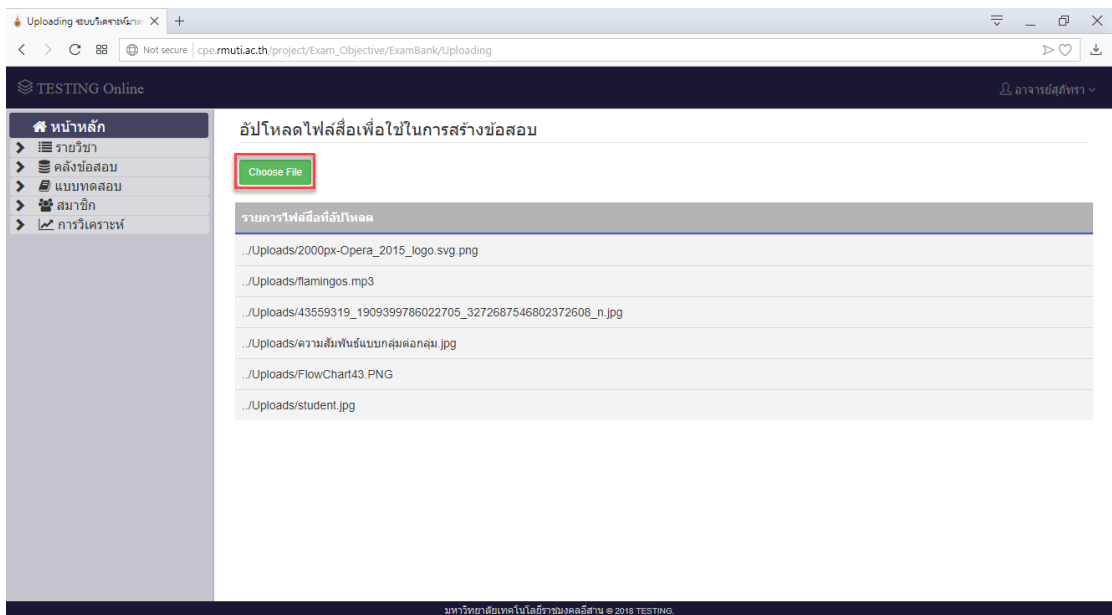 Uploading ระบบวิเคราะห์มาต
Not secure cpe.rmuti.ac.th/project/Exam_Objective/ExamBank/Uploading
TESTING Online
อาจารย์สุภัทรา
หน้าหลัก
รายวิชา
คลังข้อสอบ
แบบทดสอบ
สมาชิก
การวิเคราะห์
อัปโหลดไฟล์สื่อเพื่อใช้ในการสร้างข้อสอบ
Choose File
รายการไฟล์สื่อที่อัปโหลด
../Uploads/2000px-Opera_2015_logo.svg.png
../Uploads/flamingos.mp3
../Uploads/43559319_1909399786022705_3272687546802372608_n.jpg
../Uploads/ความสัมพันธ์แบบกลุ่มต่อกลุ่ม.jpg
../Uploads/FlowChart43.PNG
../Uploads/student.jpg
มหาวิทยาลัยเทคโนโลยีราชมงคลอีสาน © 2018 TESTING.